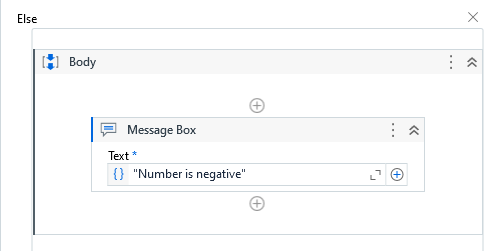 Else
Body
Message Box
Text *
"Number is negative"